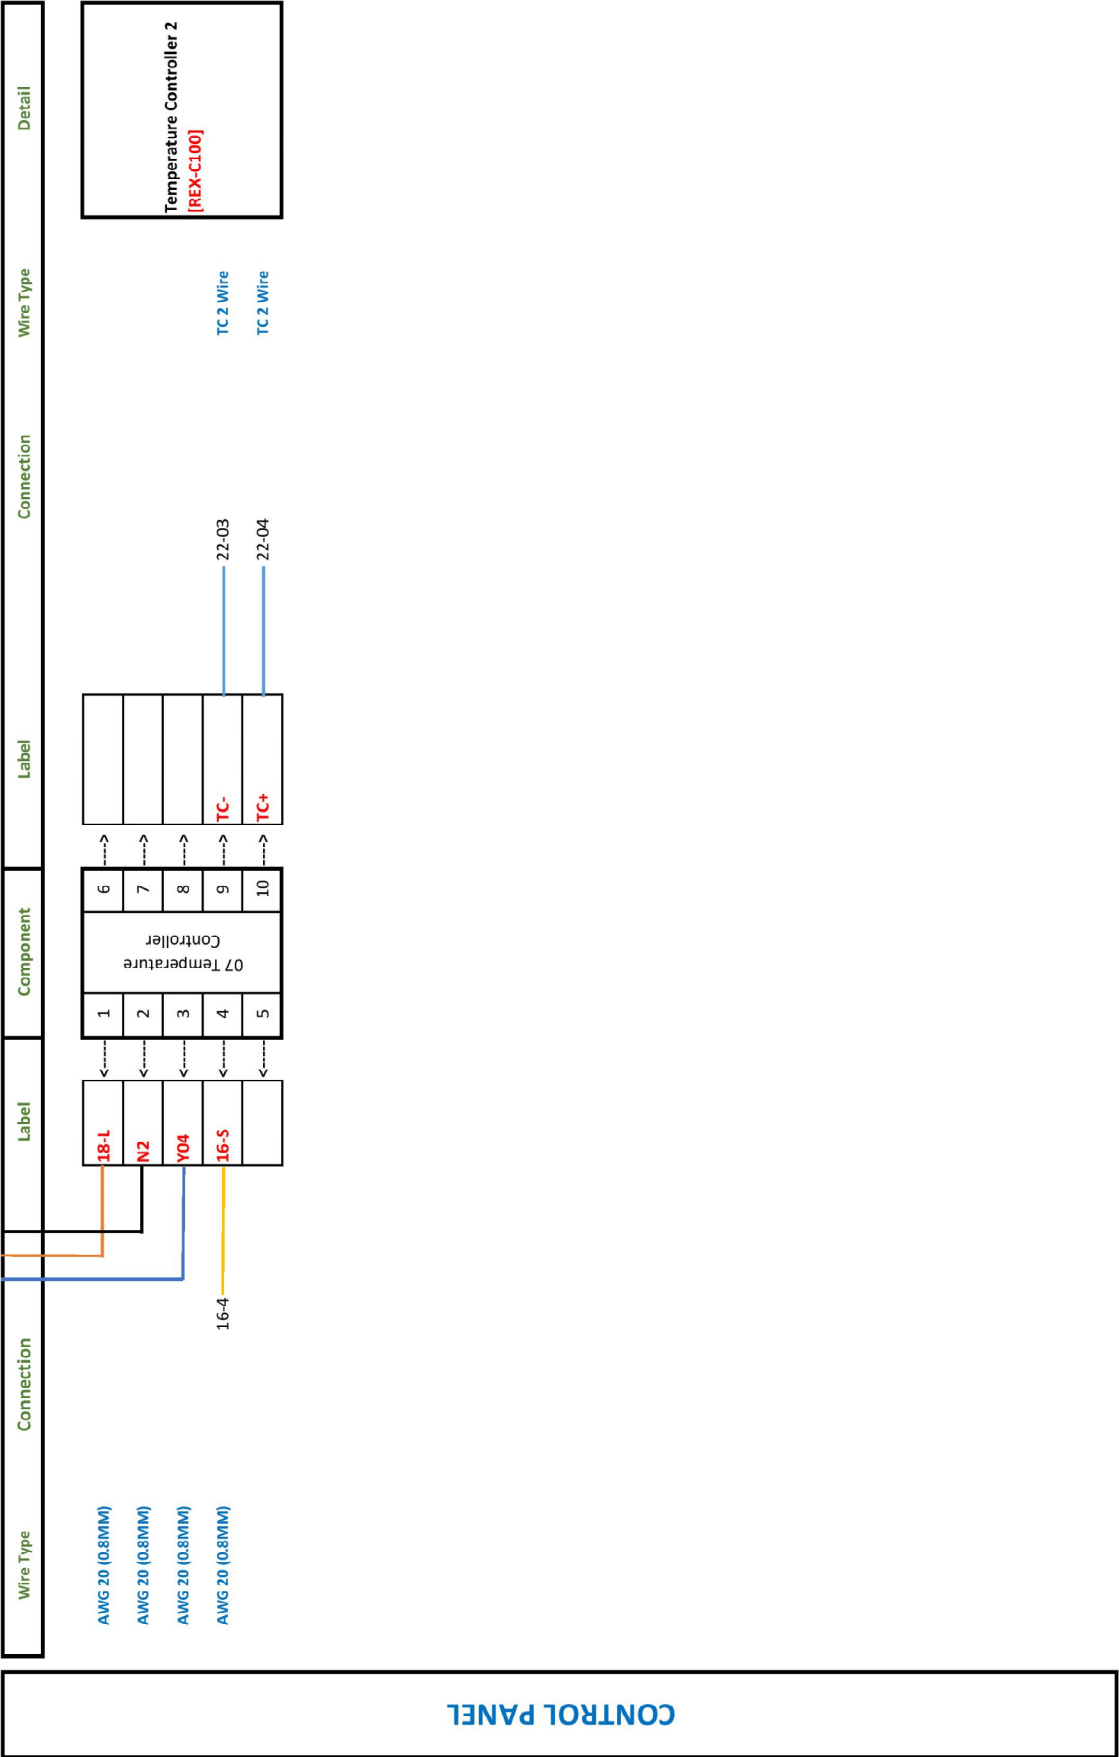 CONTROL PANEL
Wire Type
Connection
Label
Component
Label
Connection
Wire Type
Detail
AWG 20 (0.8MM)
18-L
1
6
AWG 20 (0.8MM)
N2
2
7
AWG 20 (0.8MM)
Y04
3
8
AWG 20 (0.8MM)
16-4
16-S
4
9
TC-
22-03
TC 2 Wire
5
10
TC+
22-04
TC 2 Wire
07 Temperature
Controller
Temperature Controller 2
[REX-C100]